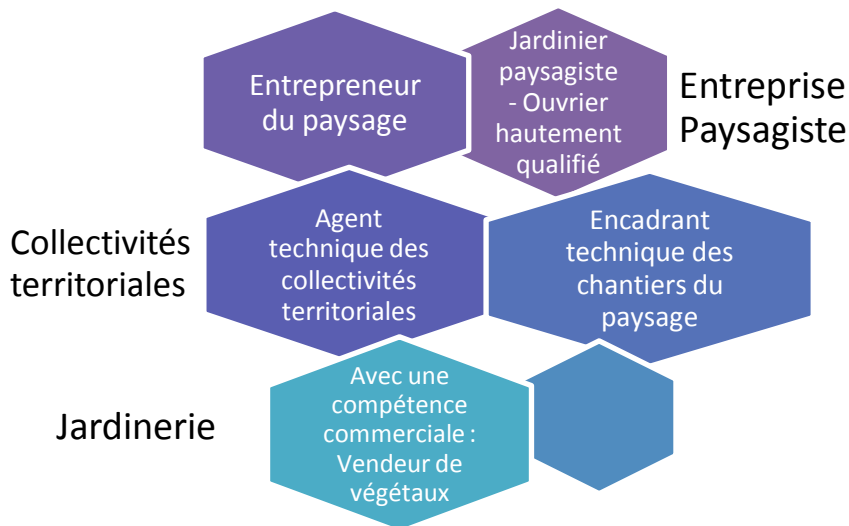 Entrepreneur
du paysage
Jardinier
paysagiste
- Ouvrier
hautement
qualifié
Entreprise
Paysagiste
Collectivités
territoriales
Agent
technique des
collectivités
territoriales
Encadrant
technique des
chantiers du
paysage
Jardinerie
Avec une
compétence
commerciale :
Vendeur de
végétaux